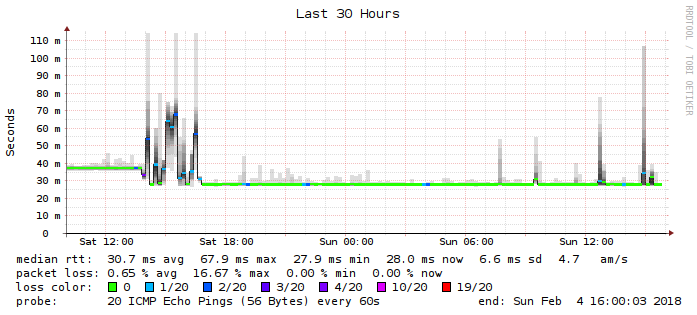 Last 30 Hours
RRDTOOL / TOBI OETIKER
Seconds
110 m
100 m
90 m
80 m
70 m
60 m
50 m
40 m
30 m
20 m
10 m
0
Sat 12:00 Sat 18:00 Sun 00:00 Sun 06:00 Sun 12:00
median rtt: 30.7 ms avg 67.9 ms max 27.9 ms min 28.0 ms now 6.6 ms sd 4.7 am/s
packet loss: 0.65 % avg 16.67 % max 0.00 % min 0.00 % now
loss color: 0 1/20 2/20 3/20 4/20 10/20 19/20
probe: 20 ICMP Echo Pings (56 Bytes) every 60s end: Sun Feb 4 16:00:03 2018